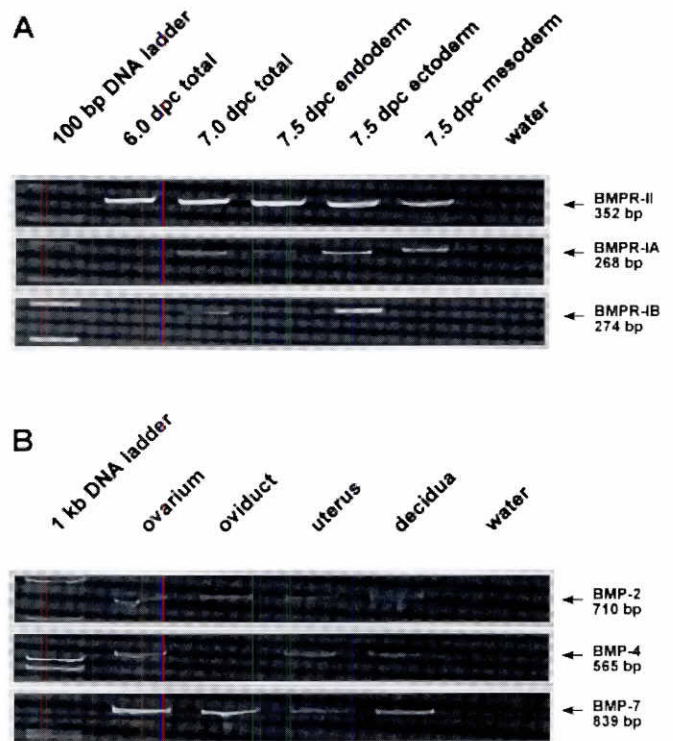 A
100 bp DNA ladder
6.0 dpc total
7.0 dpc total
7.5 dpc endoderm
7.5 dpc ectoderm
7.5 dpc mesoderm
water
BMPR-II
352 bp
BMPR-IA
268 bp
BMPR-IB
274 bp
B
1 kb DNA ladder
ovarium
oviduct
uterus
decidua
water
BMP-2
710 bp
BMP-4
565 bp
BMP-7
839 bp